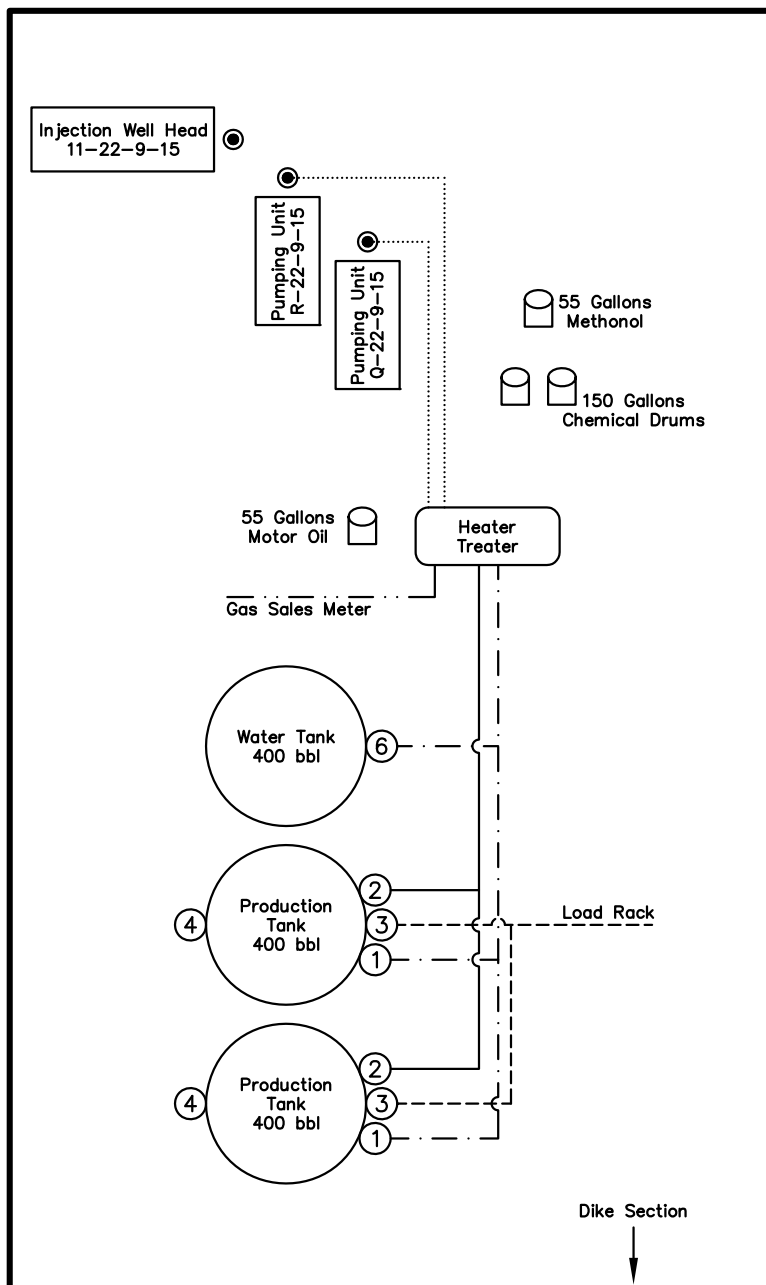 Injection Well Head
11-22-9-15
Pumping Unit
R-22-9-15
Pumping Unit
Q-22-9-15
55 Gallons
Methonol
150 Gallons
Chemical Drums
55 Gallons
Motor Oil
Heater
Treater
Gas Sales Meter
Water Tank
400 bbl
6
Production
Tank
400 bbl
4
2
3
1
Load Rack
Production
Tank
400 bbl
4
2
3
1
Dike Section